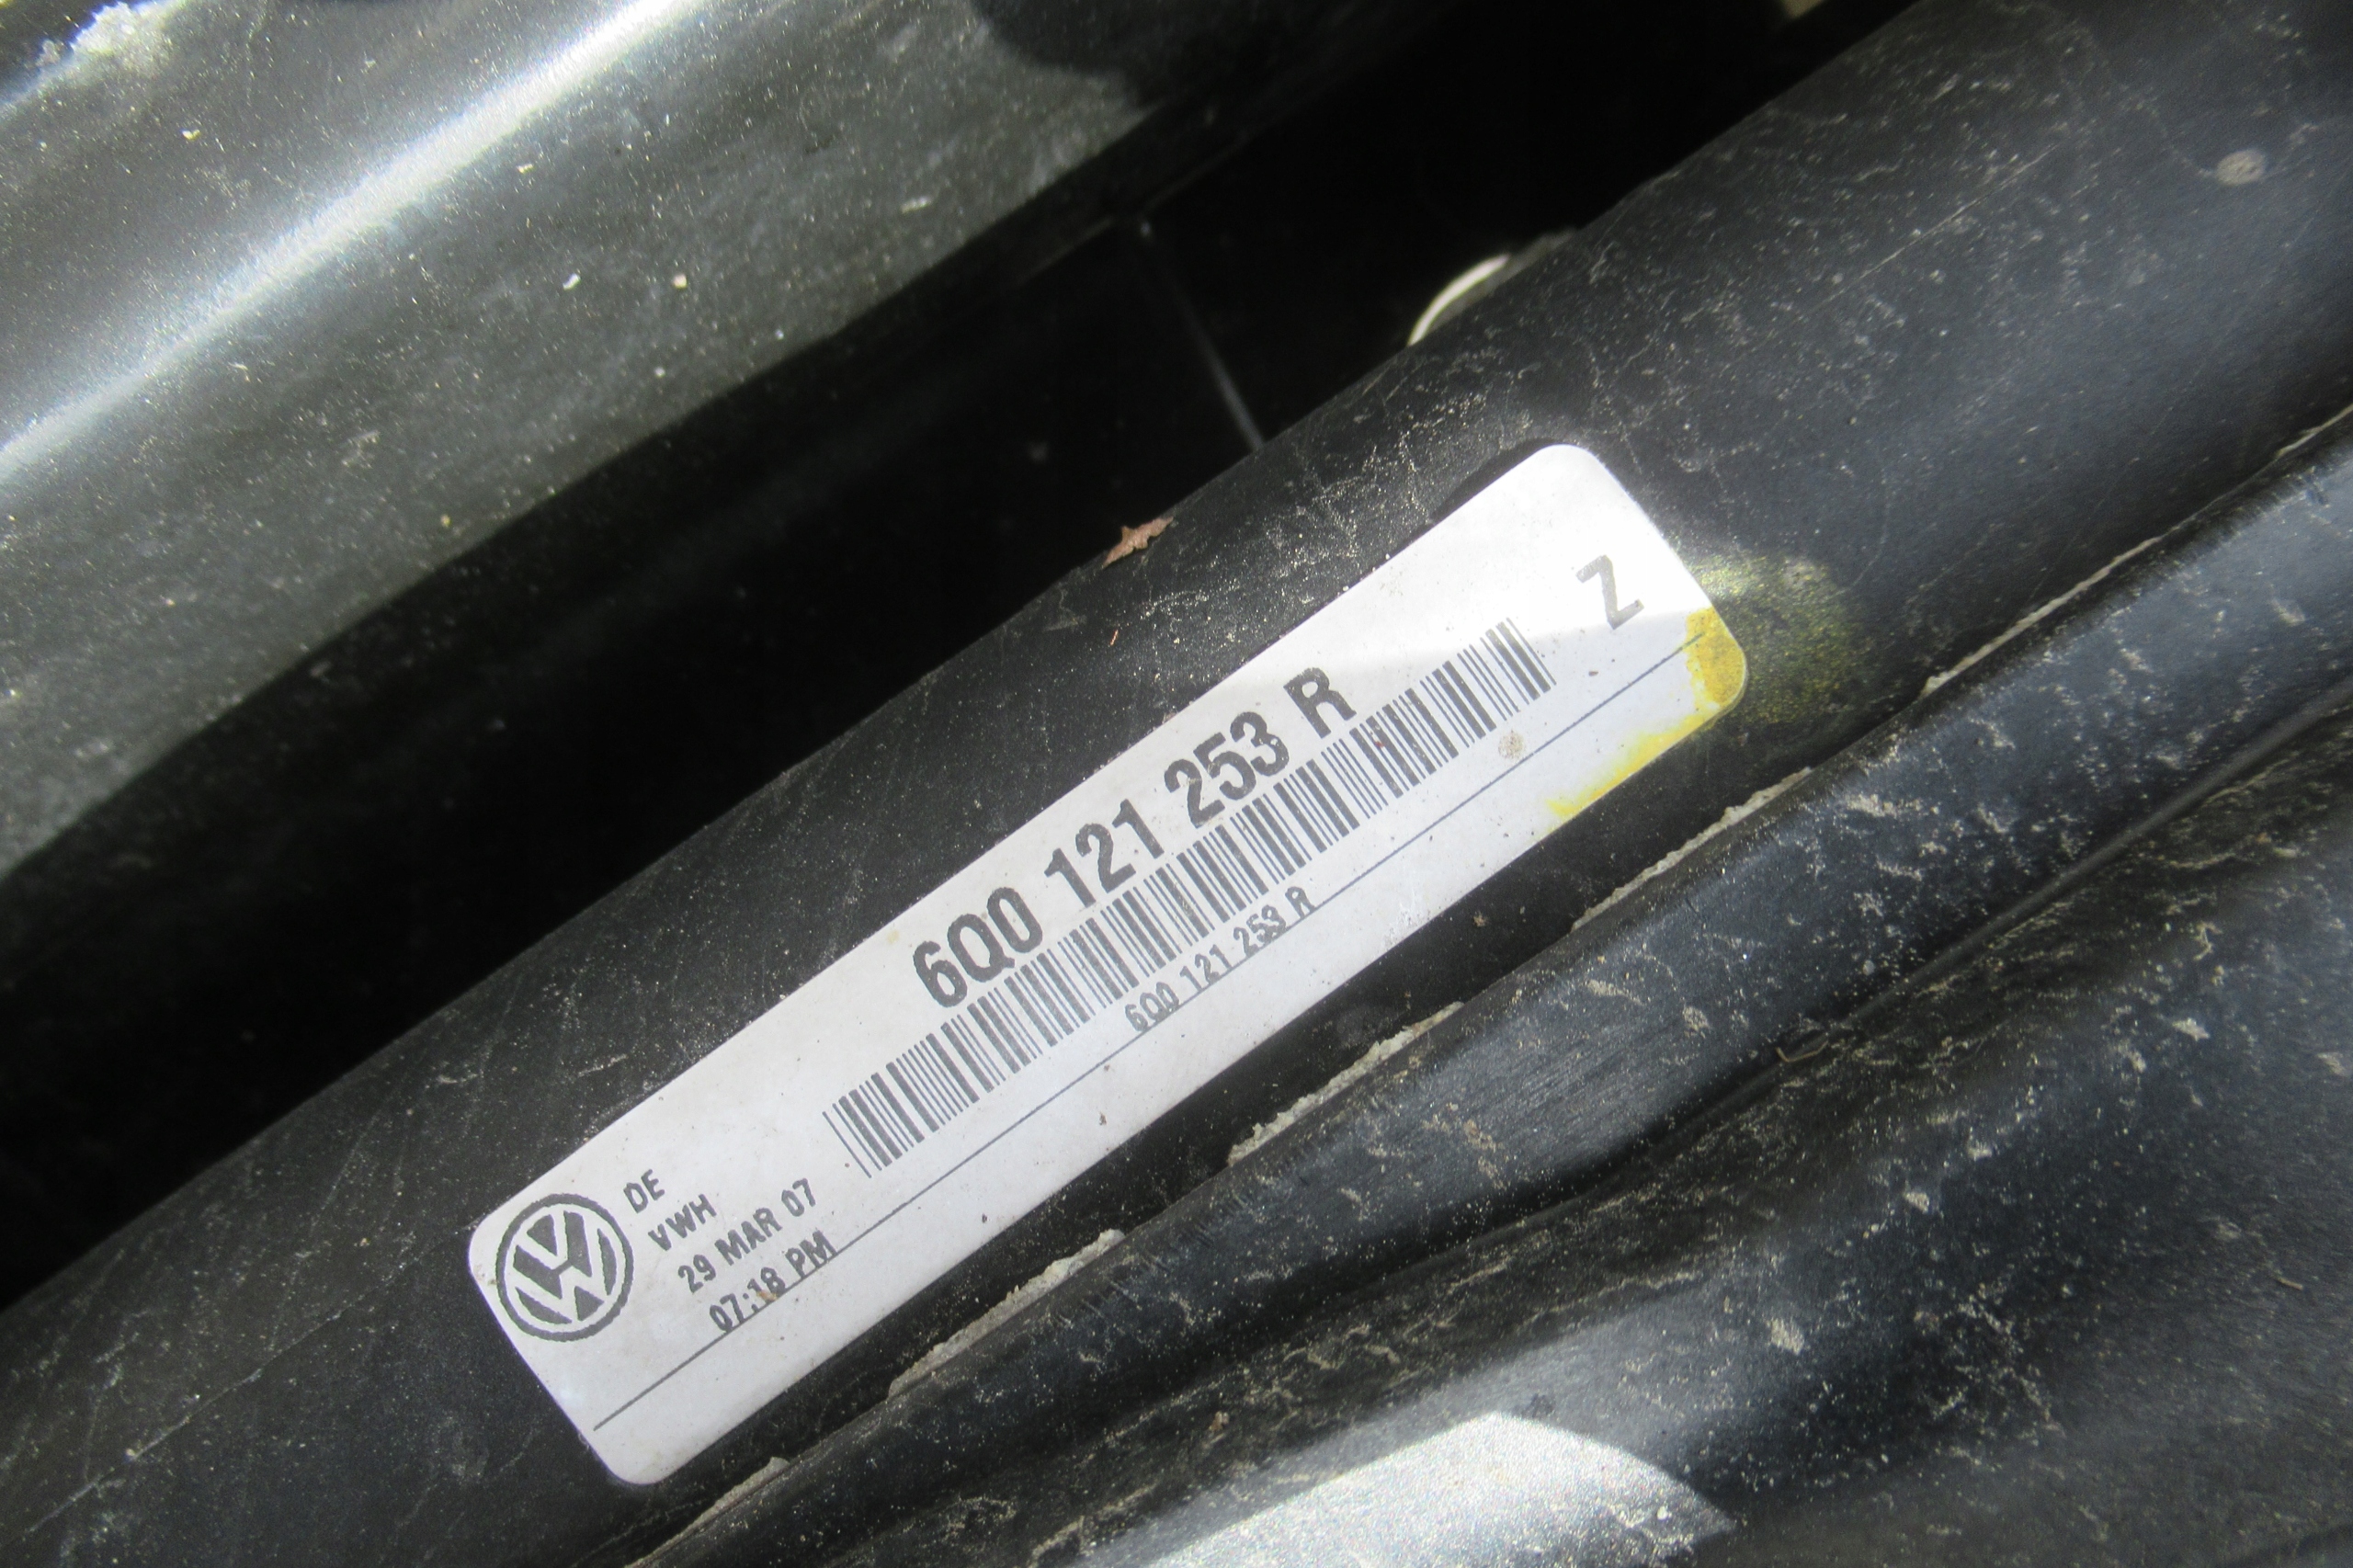 6Q0 121 253 R
Z
6Q0 121 253 R
DE
VWH
29 MAR 07
07:18 PM